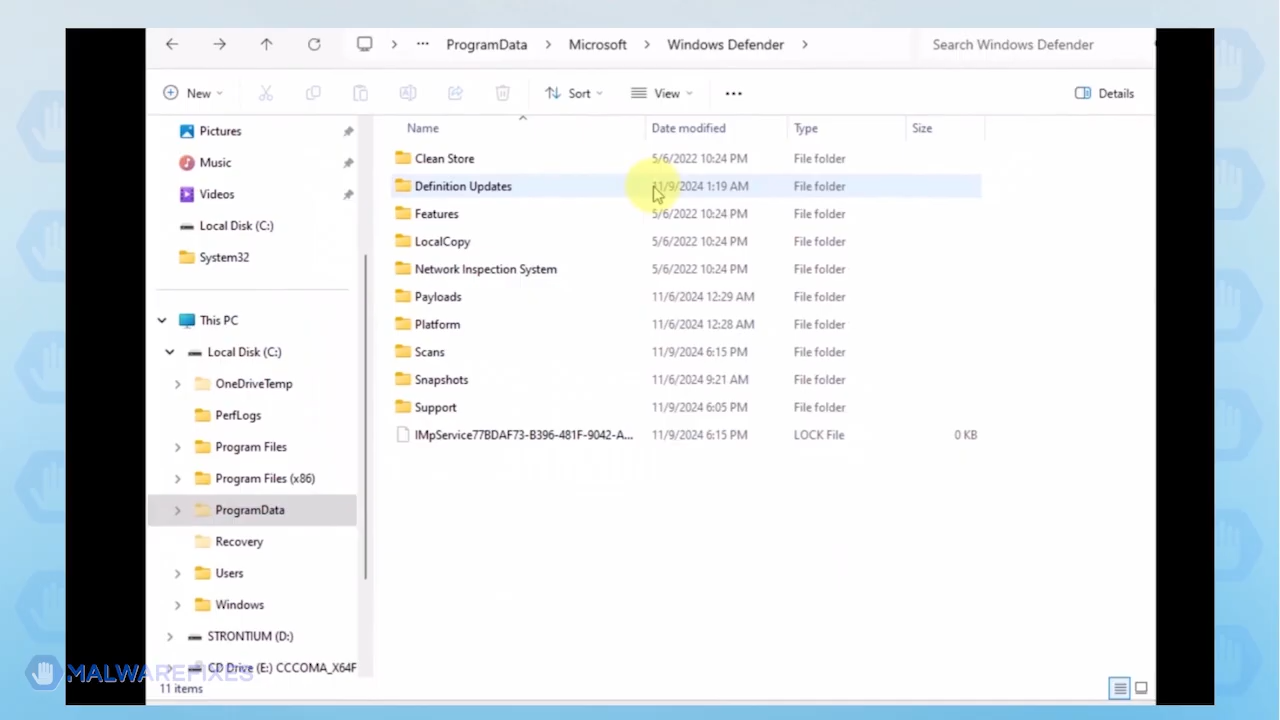 ProgramData > Microsoft > Windows Defender >
Search Windows Defender
New
Sort
View
Details
Pictures
Music
Videos
Local Disk (C:)
System32
This PC
Local Disk (C:)
OneDriveTemp
PerfLogs
Program Files
Program Files (x86)
ProgramData
Recovery
Users
Windows
STRONTIUM (D:)
CD Drive (E:) CCCOMA_X64F
11 items
Name Date modified Type Size
Clean Store 5/6/2022 10:24 PM File folder
Definition Updates 11/9/2024 1:19 AM File folder
Features 5/6/2022 10:24 PM File folder
LocalCopy 5/6/2022 10:24 PM File folder
Network Inspection System 5/6/2022 10:24 PM File folder
Payloads 11/6/2024 12:29 AM File folder
Platform 11/6/2024 12:28 AM File folder
Scans 11/9/2024 6:15 PM File folder
Snapshots 11/6/2024 9:21 AM File folder
Support 11/9/2024 6:05 PM File folder
IMpService77BDAF73-B396-481F-9042-A... 11/9/2024 6:15 PM LOCK File 0 KB
MALWAREFIXES